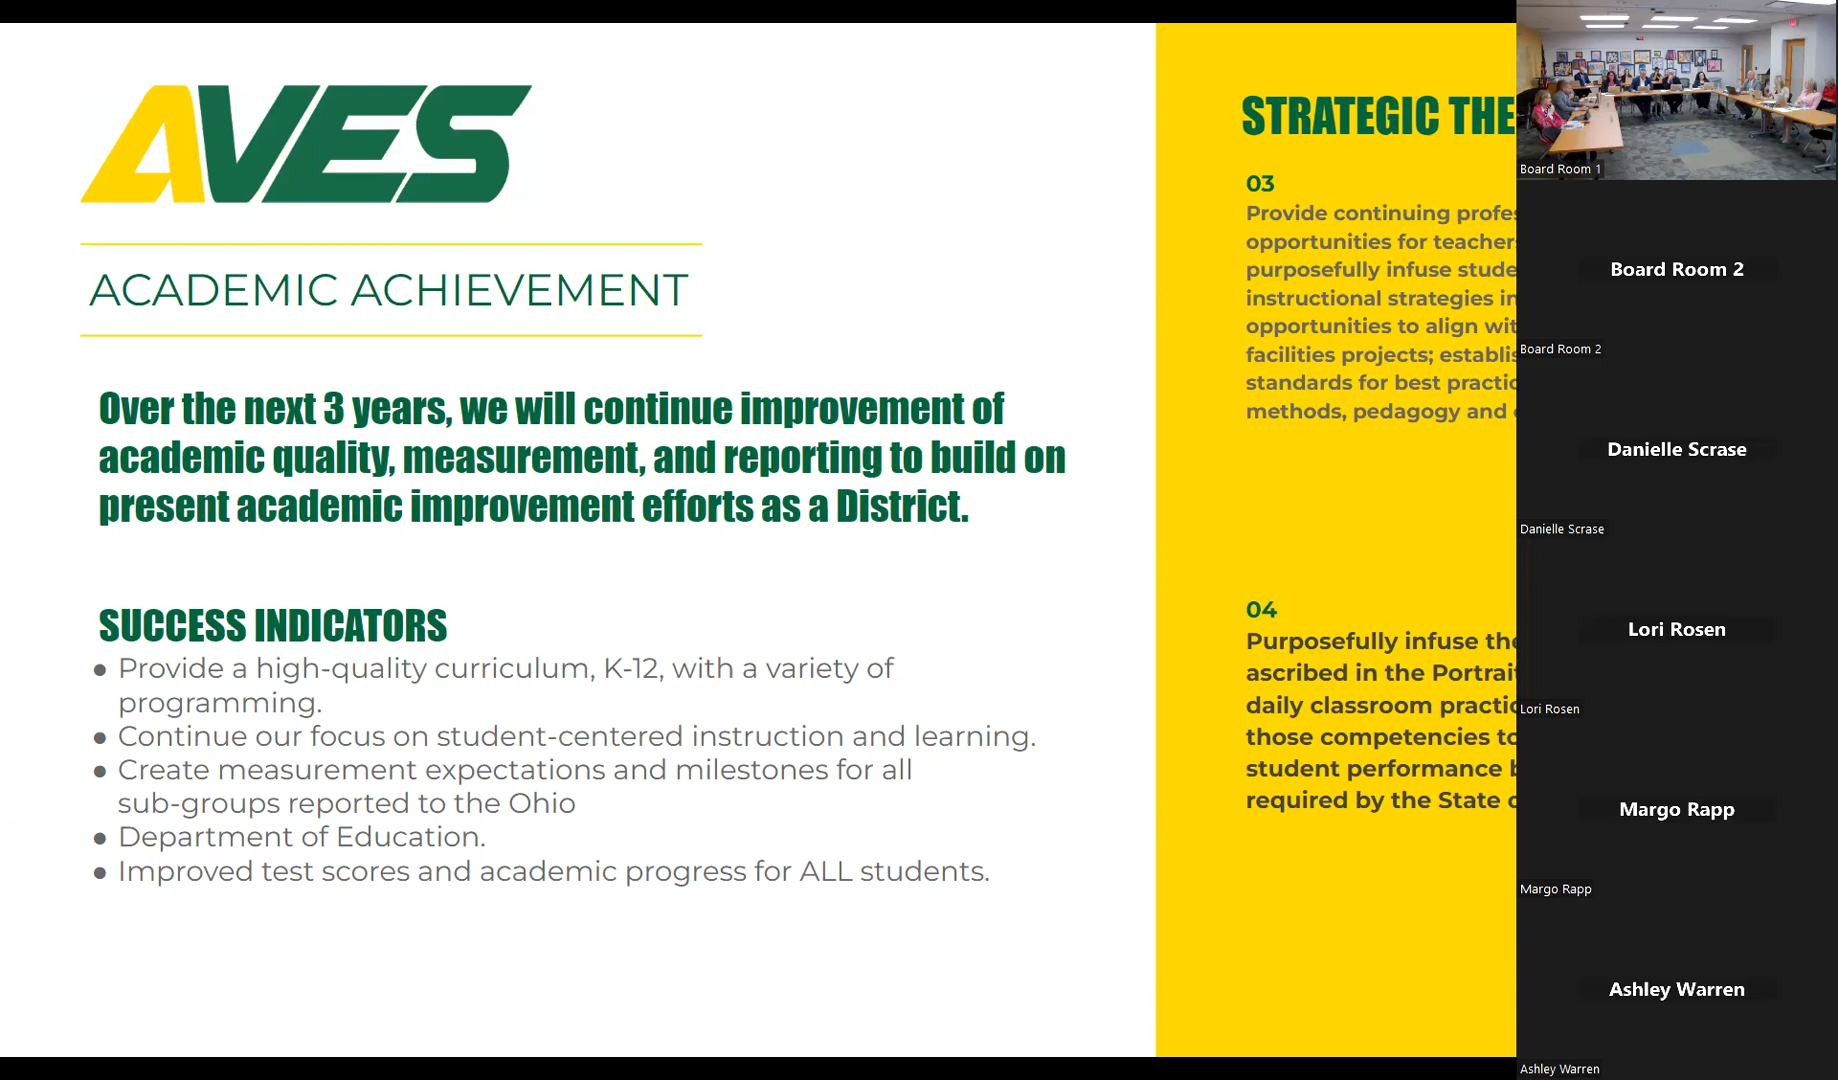 AVES
ACADEMIC ACHIEVEMENT
Over the next 3 years, we will continue improvement of
academic quality, measurement, and reporting to build on
present academic improvement efforts as a District.
SUCCESS INDICATORS
● Provide a high-quality curriculum, K-12, with a variety of
programming.
● Continue our focus on student-centered instruction and learning.
● Create measurement expectations and milestones for all
sub-groups reported to the Ohio
● Department of Education.
● Improved test scores and academic progress for ALL students.
STRATEGIC THE
03
Provide continuing profes
opportunities for teachers
purposefully infuse stude
instructional strategies in
opportunities to align wit
facilities projects; establis
standards for best practic
methods, pedagogy and
04
Purposefully infuse the
ascribed in the Portrait
daily classroom practic
those competencies to
student performance b
required by the State o
Board Room 1
Board Room 2
Board Room 2
Danielle Scrase
Danielle Scrase
Lori Rosen
Lori Rosen
Margo Rapp
Margo Rapp
Ashley Warren
Ashley Warren